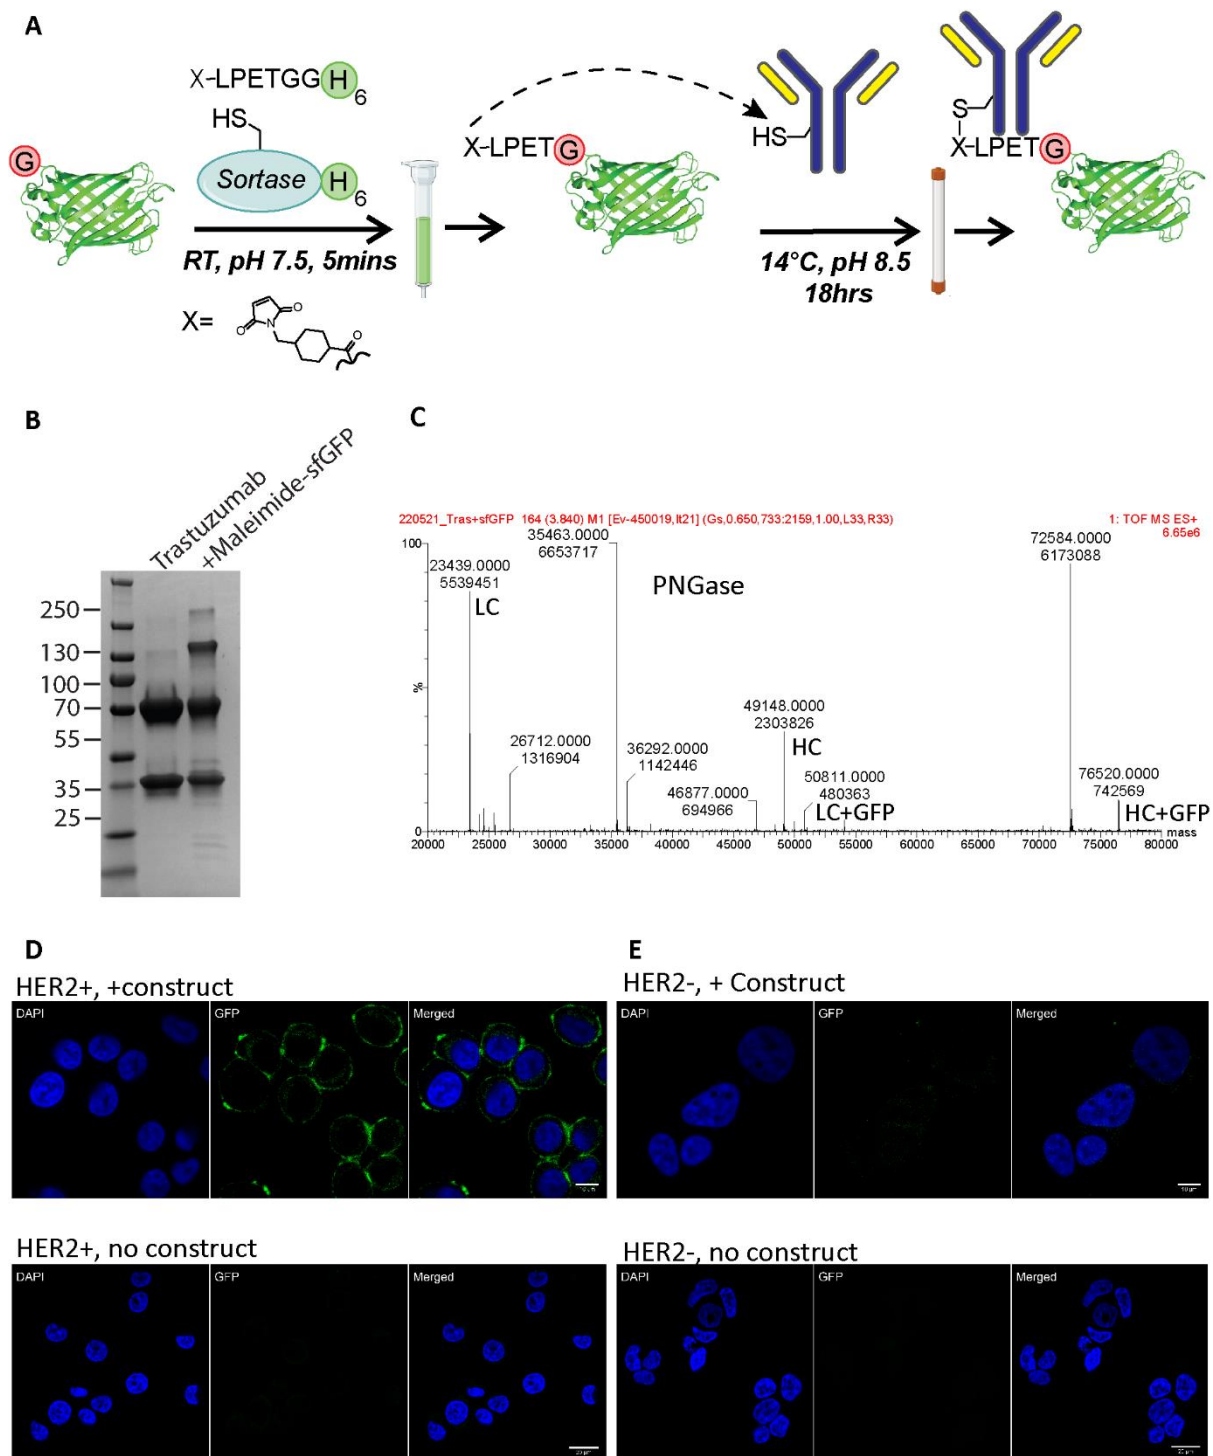 A
X-LPETGG H 6
HS
G
Sortase H 6
RT, pH 7.5, 5mins
X=
N
O
O
O
X-LPET G
HS
14°C, pH 8.5
18hrs
S
X-LPET G
B
Trastuzumab
+Maleimide-sfGFP
250
130
100
70
55
35
25
C
220521_Tras+sfGFP 164 (3.840) M1 [Ev-450019,It21] (Gs,0.650,733:2159,1.00,L33,R33)
1: TOF MS ES+
6.65e6
100
%
0
23439.0000
5539451
LC
35463.0000
6653717
PNGase
72584.0000
6173088
26712.0000
1316904
36292.0000
1142446
46877.0000
694966
49148.0000
2303826
HC
50811.0000
480363
LC+GFP
76520.0000
742569
HC+GFP
mass
20000 25000 30000 35000 40000 45000 50000 55000 60000 65000 70000 75000 80000
D
HER2+, +construct
DAPI GFP Merged
E
HER2-, + Construct
DAPI GFP Merged
10 µm
HER2+, no construct
DAPI GFP Merged
20 µm
HER2-, no construct
DAPI GFP Merged
20 µm